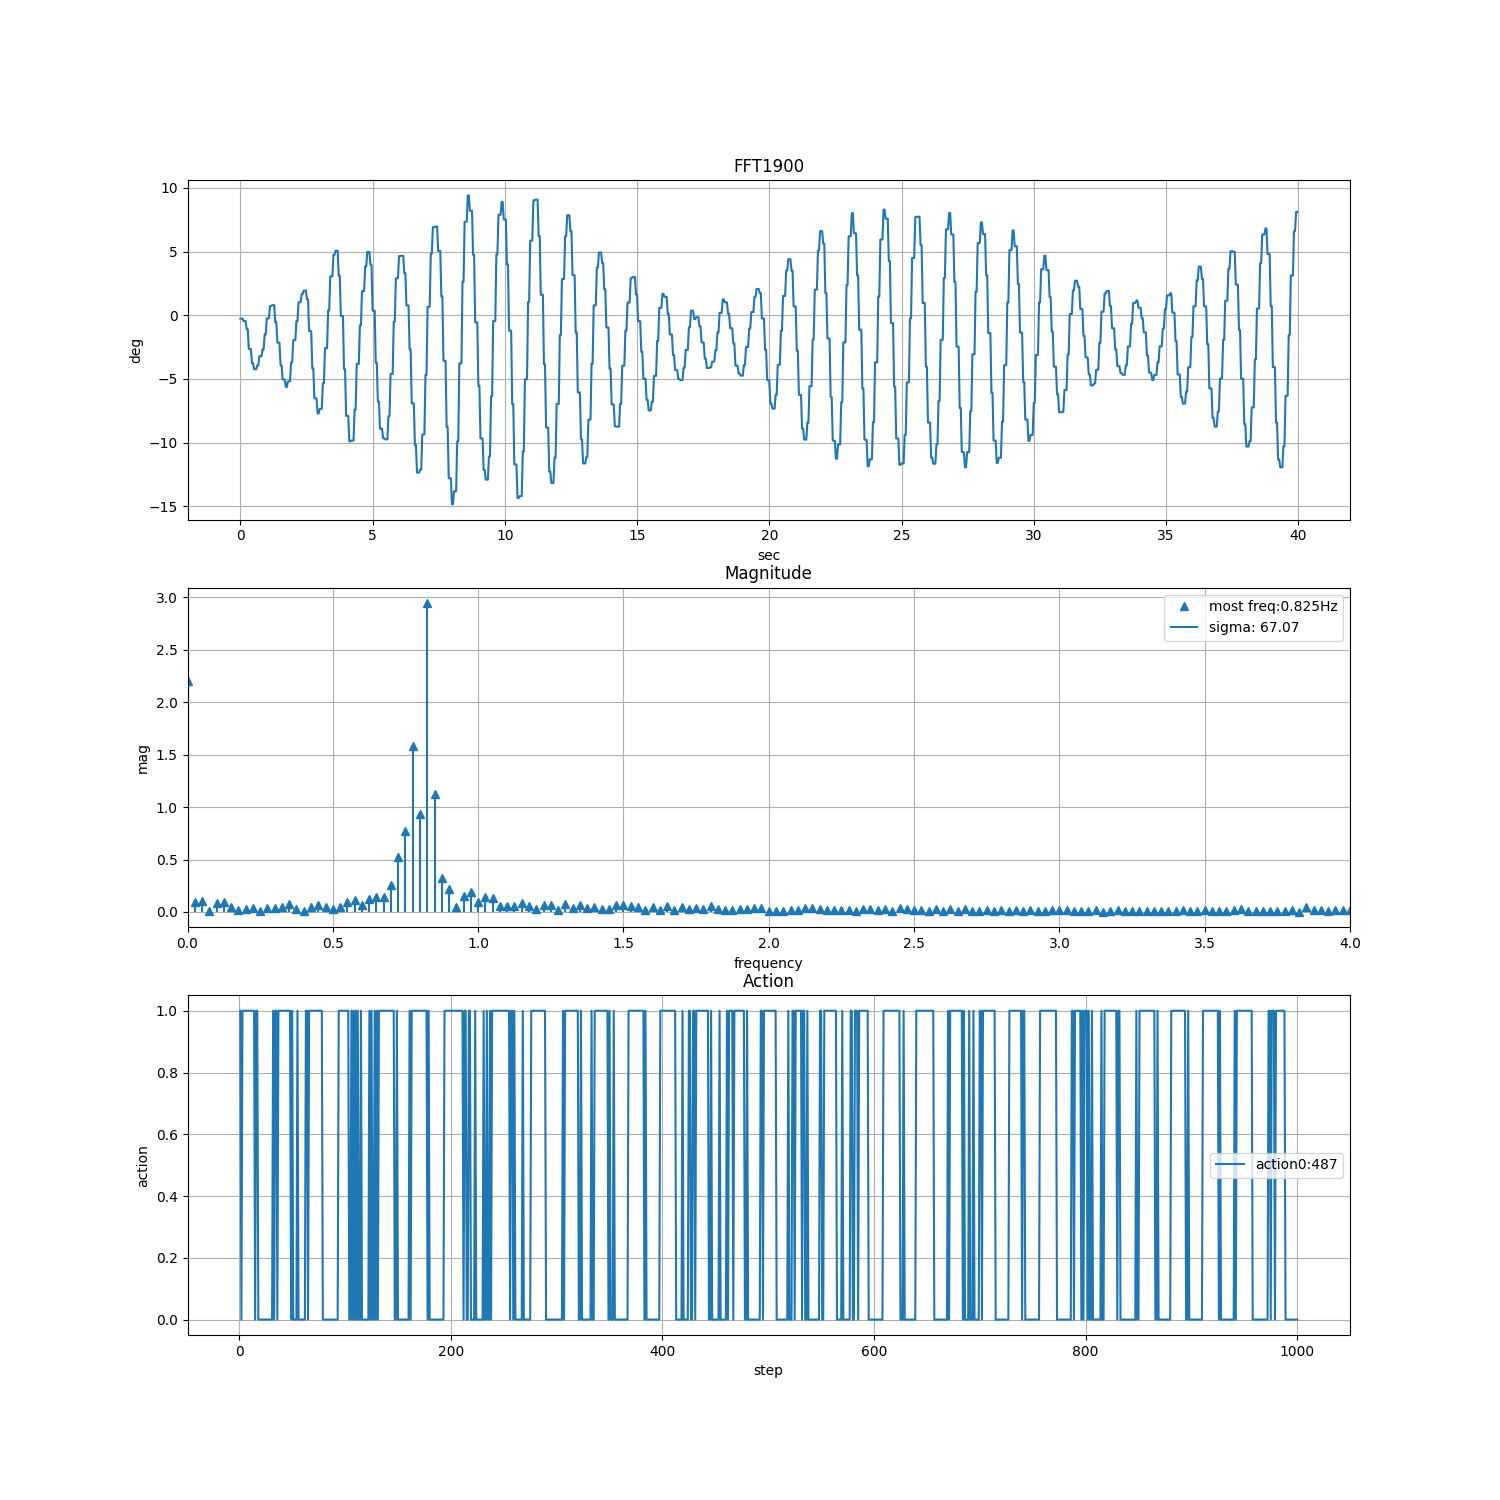 FFT1900
10
5
0
−5
−10
−15
deg
0 5 10 15 20 25 30 35 40
sec
Magnitude
3.0
2.5
2.0
1.5
1.0
0.5
0.0
mag
most freq:0.825Hz
sigma: 67.07
0.0 0.5 1.0 1.5 2.0 2.5 3.0 3.5 4.0
frequency
Action
1.0
0.8
0.6
0.4
0.2
0.0
action
action0:487
0 200 400 600 800 1000
step